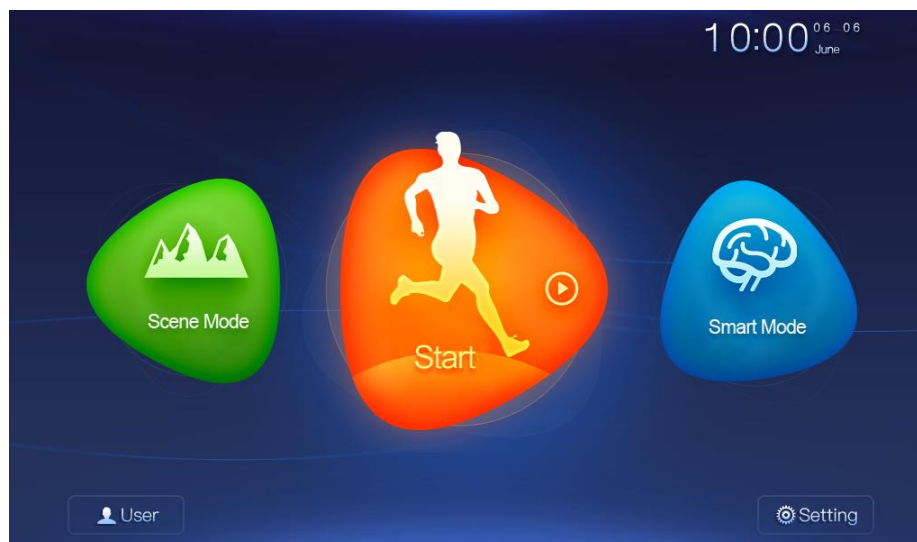 10:00 06-06
June
Scene Mode
Start
Smart Mode
User
Setting